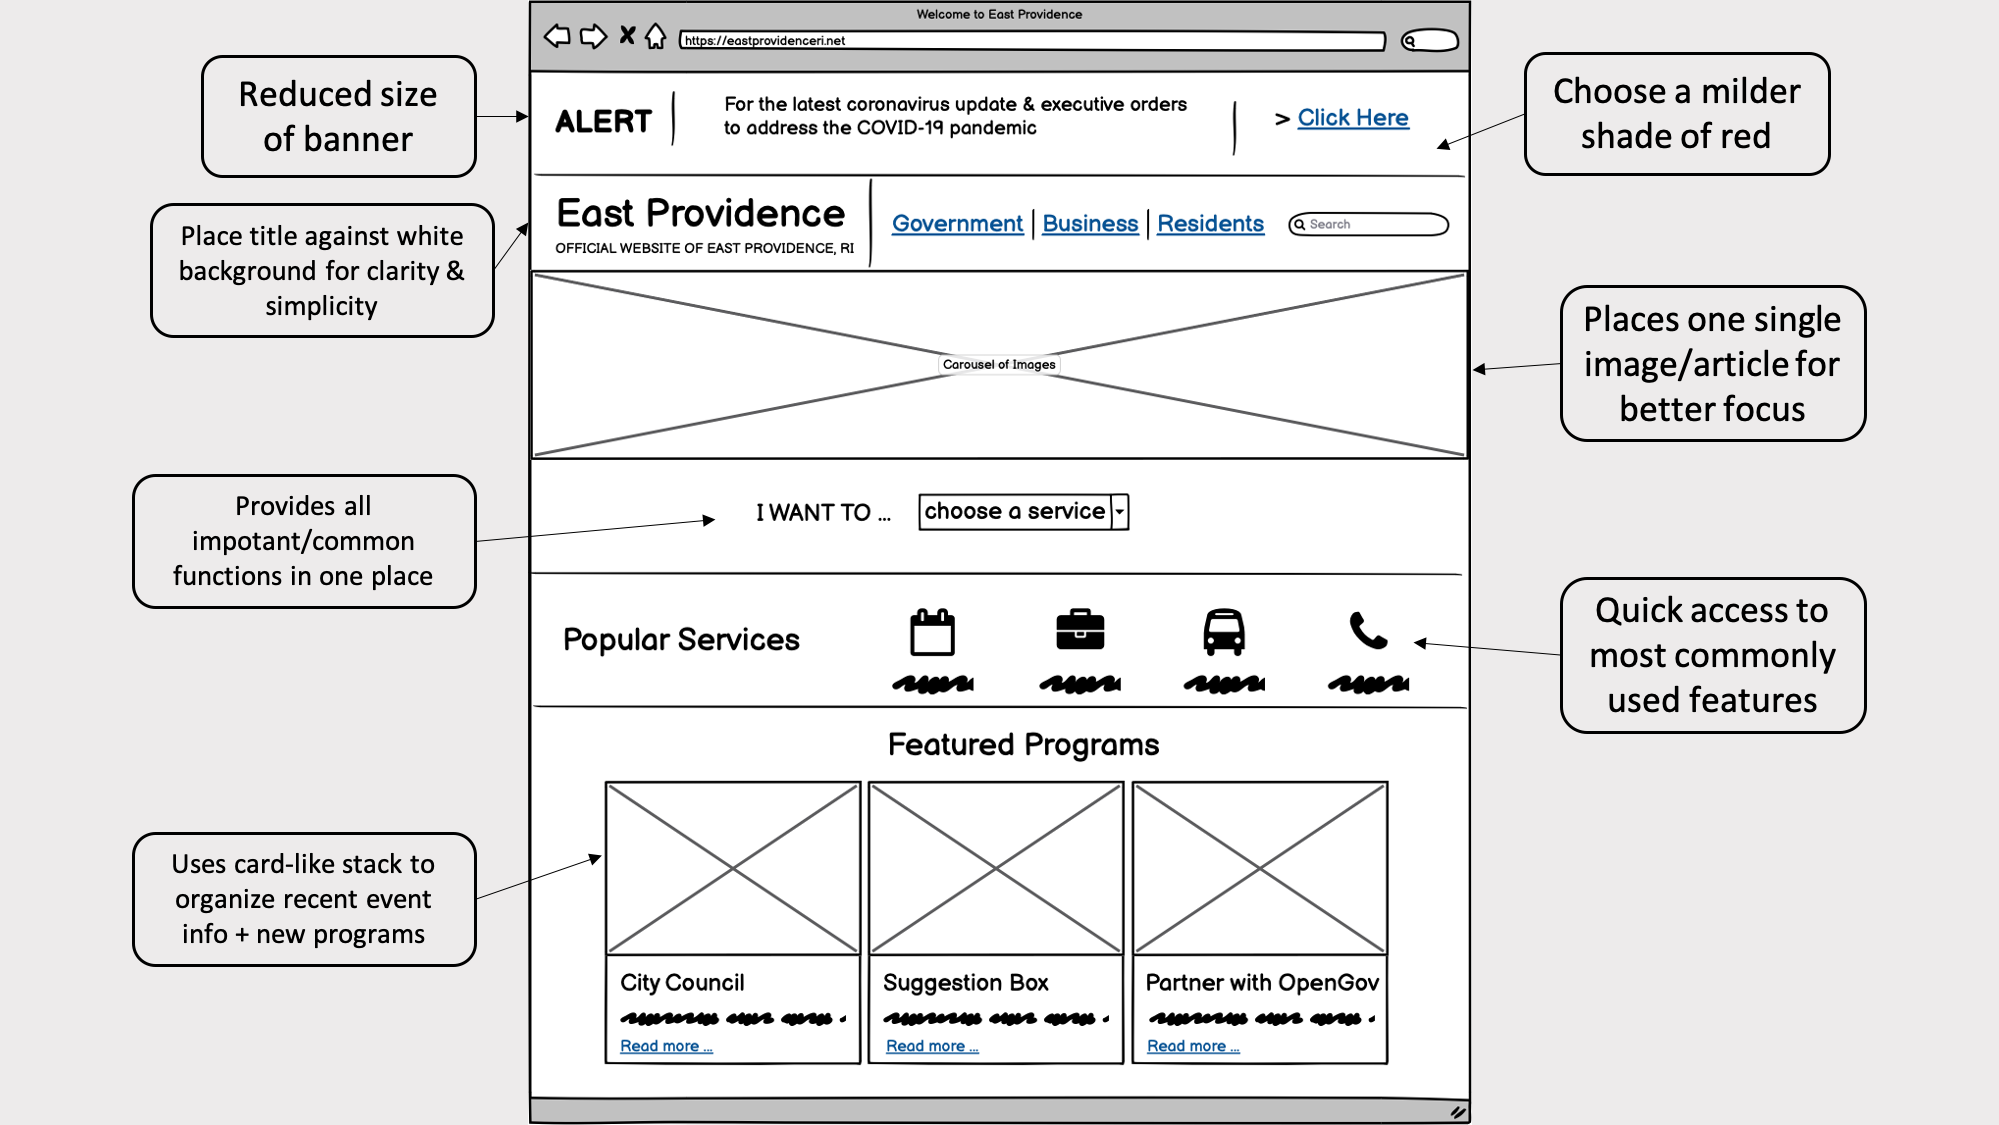 Welcome to East Providence
https://eastprovidenceri.net
Reduced size
of banner
ALERT
For the latest coronavirus update & executive orders
to address the COVID-19 pandemic
> Click Here
Choose a milder
shade of red
Place title against white
background for clarity &
simplicity
East Providence
OFFICIAL WEBSITE OF EAST PROVIDENCE, RI
Government
Business
Residents
Search
Carousel of Images
Places one single
image/article for
better focus
Provides all
impotant/common
functions in one place
I WANT TO ...
choose a service
Popular Services
Quick access to
most commonly
used features
Featured Programs
Uses card-like stack to
organize recent event
info + new programs
City Council
Read more ...
Suggestion Box
Read more ...
Partner with OpenGov
Read more ...